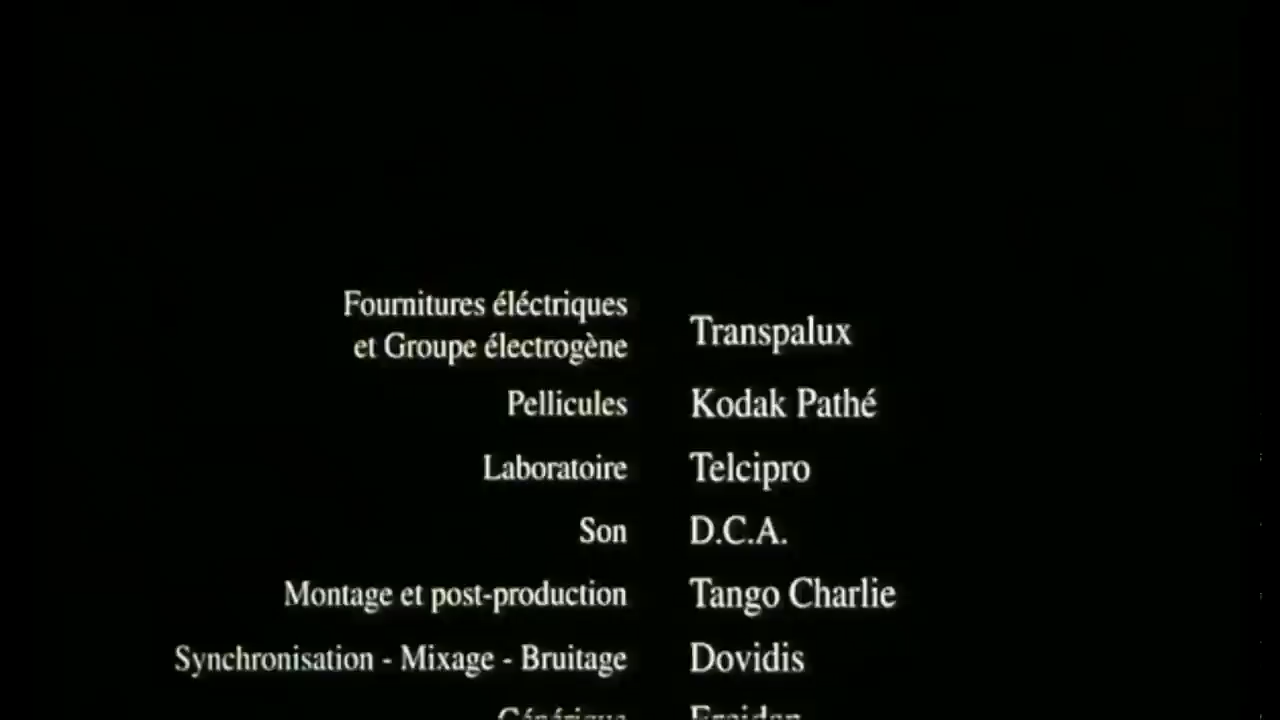 Fournitures éléctriques
et Groupe électrogène Transpalux
Pellicules Kodak Pathé
Laboratoire Telcipro
Son D.C.A.
Montage et post-production Tango Charlie
Synchronisation - Mixage - Bruitage Dovidis
Générique